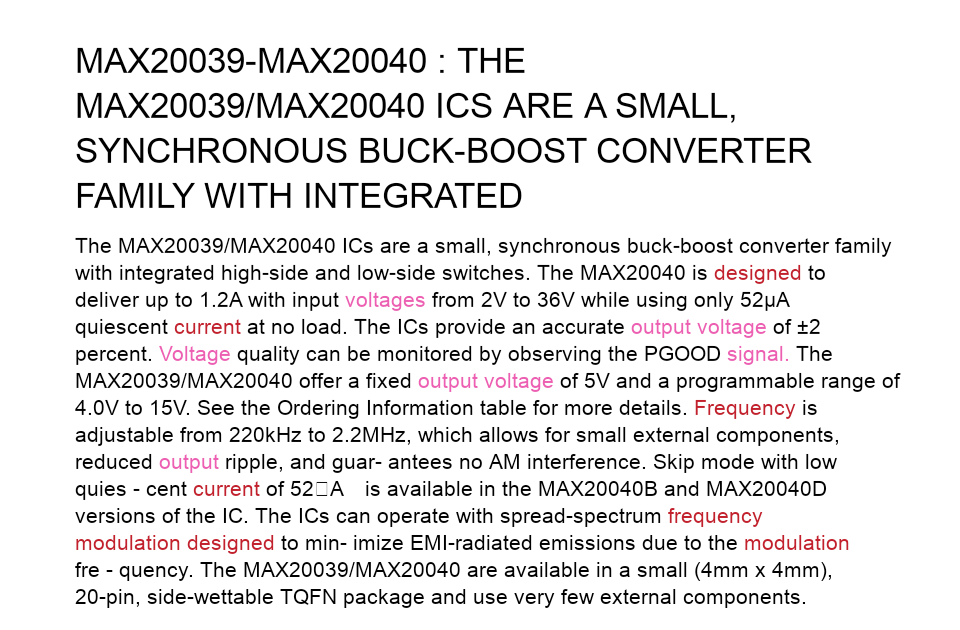 MAX20039-MAX20040 : THE
MAX20039/MAX20040 ICS ARE A SMALL,
SYNCHRONOUS BUCK-BOOST CONVERTER
FAMILY WITH INTEGRATED
The MAX20039/MAX20040 ICs are a small, synchronous buck-boost converter family
with integrated high-side and low-side switches. The MAX20040 is designed to
deliver up to 1.2A with input voltages from 2V to 36V while using only 52μA
quiescent current at no load. The ICs provide an accurate output voltage of ±2
percent. Voltage quality can be monitored by observing the PGOOD signal. The
MAX20039/MAX20040 offer a fixed output voltage of 5V and a programmable range of
4.0V to 15V. See the Ordering Information table for more details. Frequency is
adjustable from 220kHz to 2.2MHz, which allows for small external components,
reduced output ripple, and guar- antees no AM interference. Skip mode with low
quies - cent current of 52□A is available in the MAX20040B and MAX20040D
versions of the IC. The ICs can operate with spread-spectrum frequency
modulation designed to min- imize EMI-radiated emissions due to the modulation
fre - quency. The MAX20039/MAX20040 are available in a small (4mm x 4mm),
20-pin, side-wettable TQFN package and use very few external components.